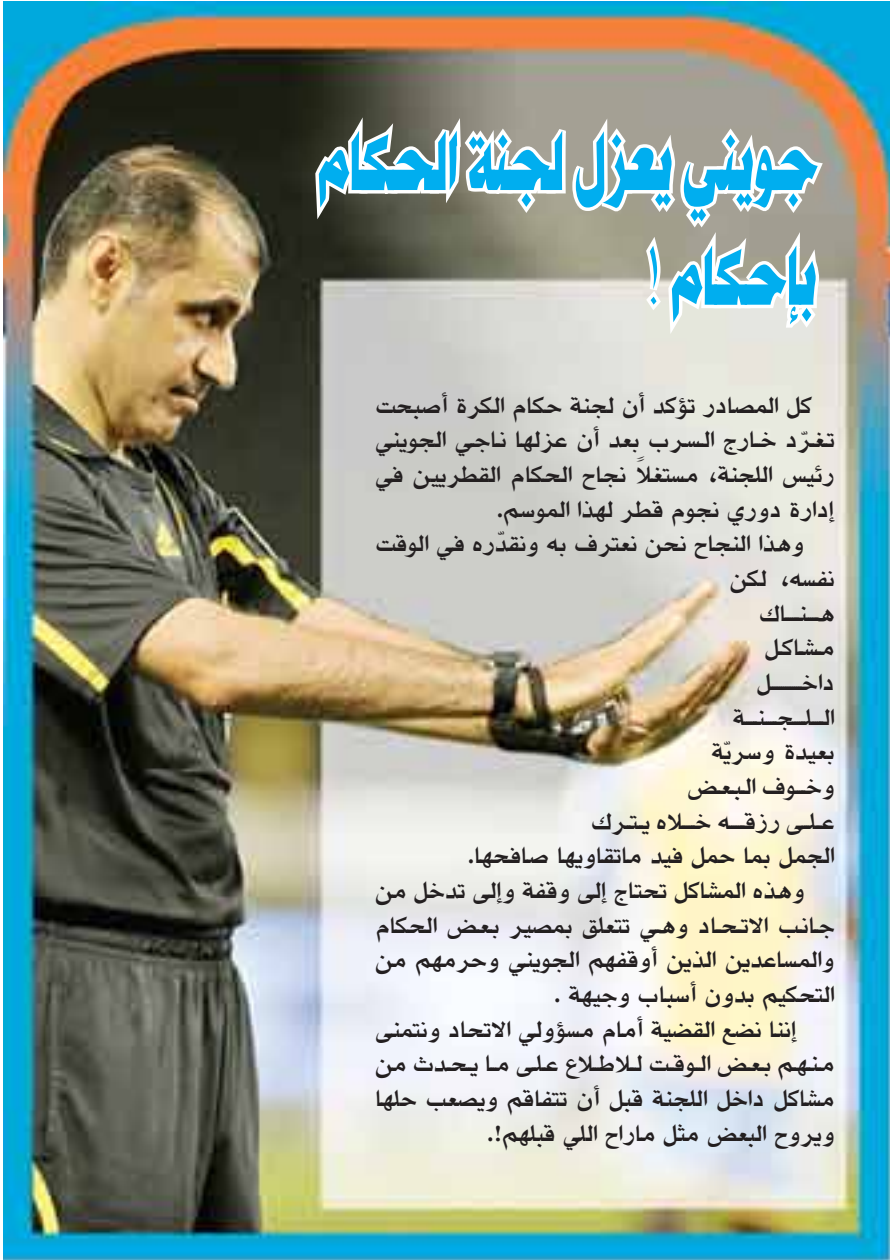 جويني يعزل لجنة الحكام
بإحكام !
كل المصادر تؤكد أن لجنة حكام الكرة أصبحت
تغرّد خارج السرب بعد أن عزلها ناجي الجويني
رئيس اللجنة، مستغلاً نجاح الحكام القطريين في
إدارة دوري نجوم قطر لهذا الموسم.
وهذا النجاح نحن نعترف به ونقدّره في الوقت
نفسه، لكن
هناك
مشاكل
داخل
اللجنة
بعيدة وسريّة
وخوف البعض
على رزقه خلاه يترك
الجمل بما حمل فيد ماتقاويها صافحها.
وهذه المشاكل تحتاج إلى وقفة وإلى تدخل من
جانب الاتحاد وهي تتعلق بمصير بعض الحكام
والمساعدين الذين أوقفهم الجويني وحرمهم من
التحكيم بدون أسباب وجيهة .
إننا نضع القضية أمام مسؤولي الاتحاد ونتمنى
منهم بعض الوقت للاطلاع على ما يحدث من
مشاكل داخل اللجنة قبل أن تتفاقم ويصعب حلها
ويروح البعض مثل ماراح اللي قبلهم!.